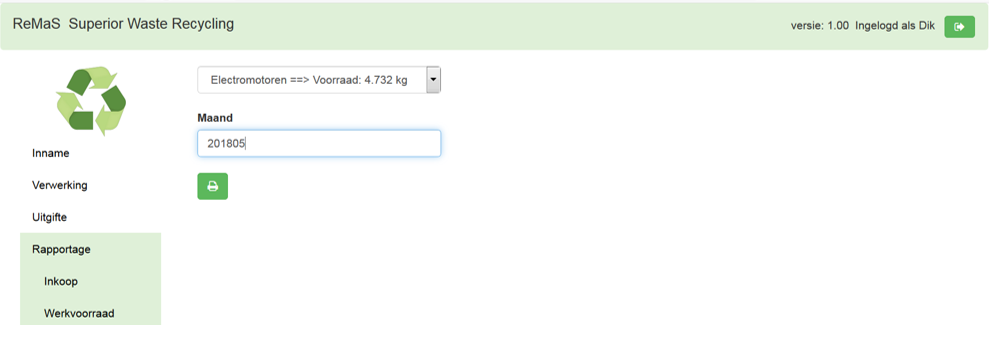 ReMaS Superior Waste Recycling
versie: 1.00 Ingelogd als Dik
Electromotoren ==> Voorraad: 4.732 kg
Maand
201805
Inname
Verwerking
Uitgifte
Rapportage
Inkoop
Werkvoorraad